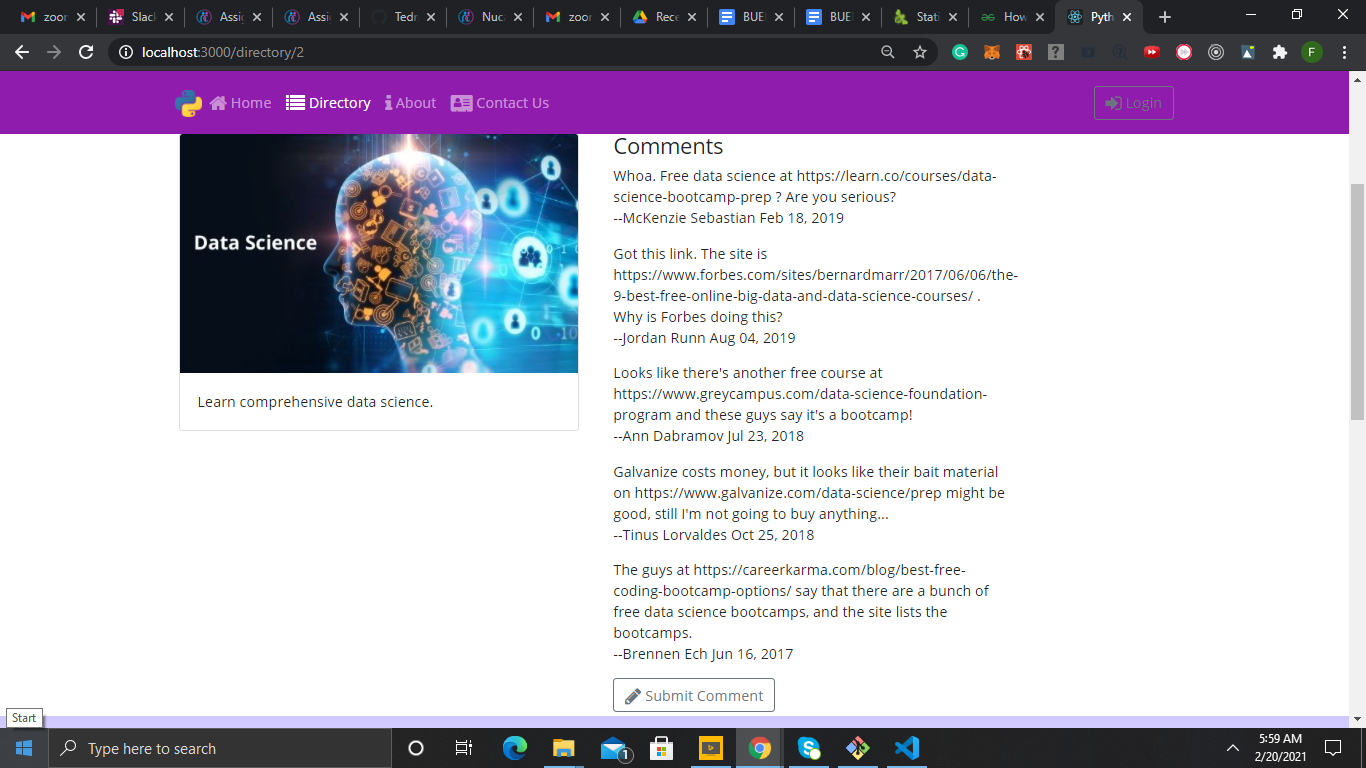 zoor
Slack
Assig
Assig
Tedr
Nuca
zoor
Rece
BUE
BUE
Stati
How
Pyth
localhost:3000/directory/2
F
Home
Directory
About
Contact Us
Login
Data Science
Learn comprehensive data science.
Comments
Whoa. Free data science at https://learn.co/courses/data-
science-bootcamp-prep ? Are you serious?
--McKenzie Sebastian Feb 18, 2019
Got this link. The site is
https://www.forbes.com/sites/bernardmarr/2017/06/06/the-
9-best-free-online-big-data-and-data-science-courses/ .
Why is Forbes doing this?
--Jordan Runn Aug 04, 2019
Looks like there's another free course at
https://www.greycampus.com/data-science-foundation-
program and these guys say it's a bootcamp!
--Ann Dabramov Jul 23, 2018
Galvanize costs money, but it looks like their bait material
on https://www.galvanize.com/data-science/prep might be
good, still I'm not going to buy anything...
--Tinus Lorvaldes Oct 25, 2018
The guys at https://careerkarma.com/blog/best-free-
coding-bootcamp-options/ say that there are a bunch of
free data science bootcamps, and the site lists the
bootcamps.
--Brennen Ech Jun 16, 2017
Submit Comment
Start
Type here to search
1
5:59 AM
2/20/2021